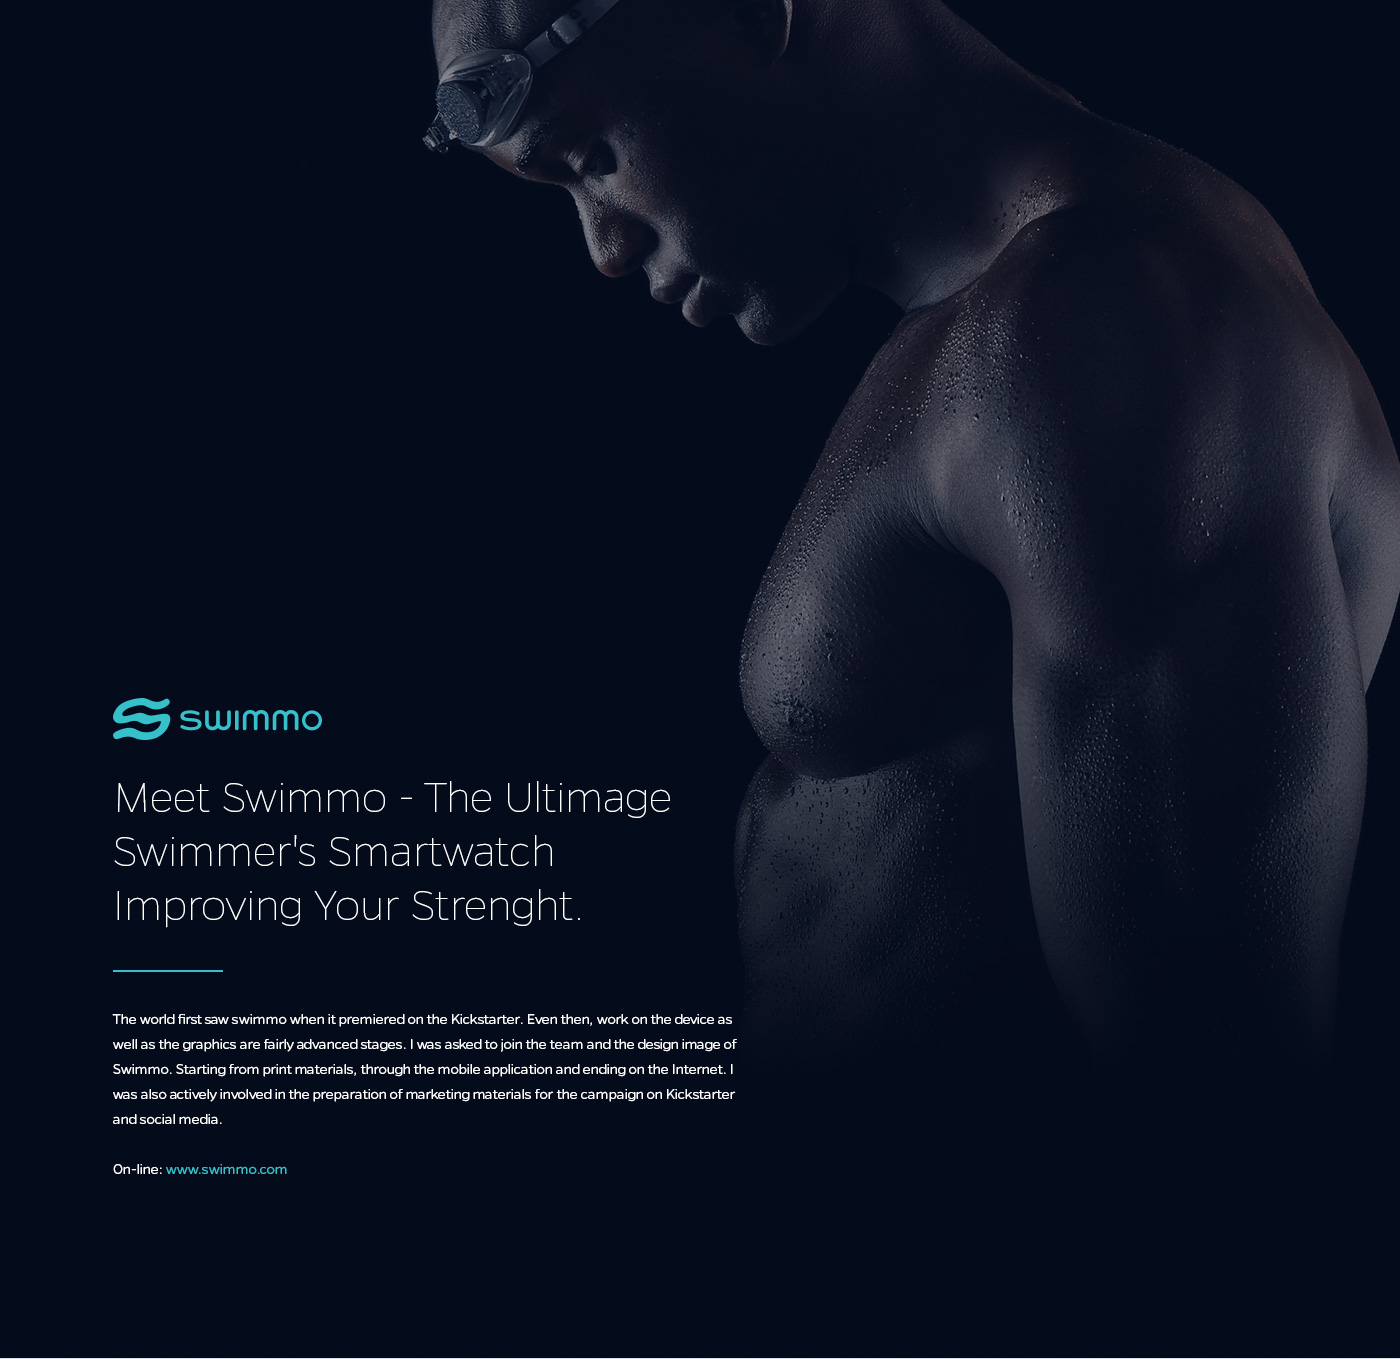 swimmo
Meet Swimmo - The Ultimage
Swimmer's Smartwatch
Improving Your Strenght.
The world first saw swimmo when it premiered on the Kickstarter. Even then, work on the device as
well as the graphics are fairly advanced stages. I was asked to join the team and the design image of
Swimmo. Starting from print materials, through the mobile application and ending on the Internet. I
was also actively involved in the preparation of marketing materials for the campaign on Kickstarter
and social media.
On-line: www.swimmo.com